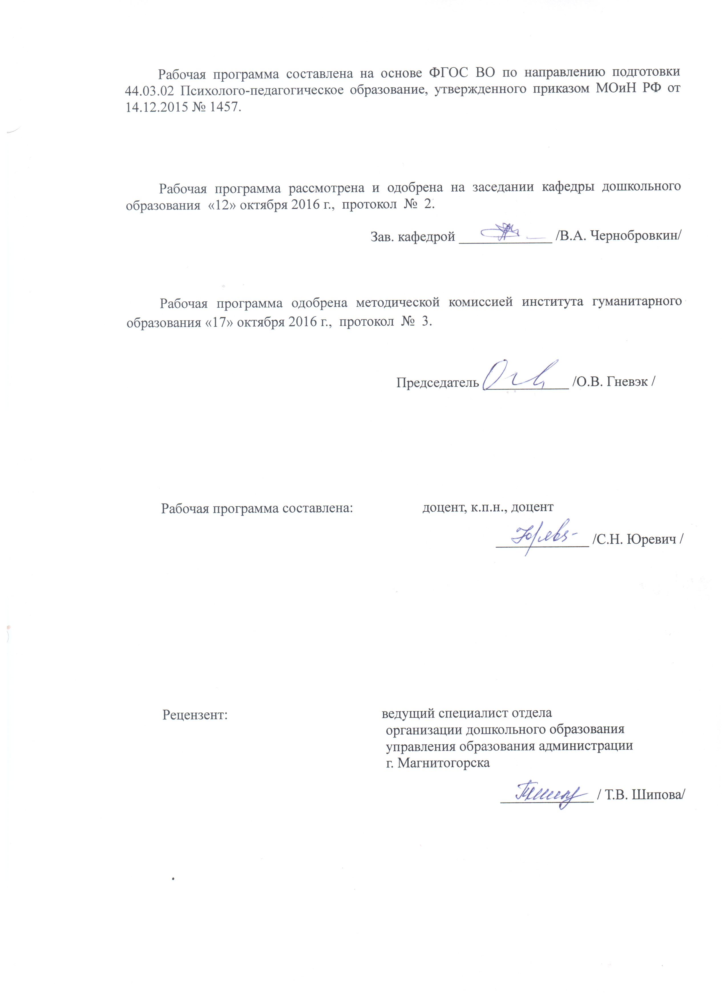 Рабочая программа составлена на основе ФГОС ВО по направлению подготовки
44.03.02 Психолого-педагогическое образование, утвержденного приказом МОиН РФ от
14.12.2015 № 1457.
Рабочая программа рассмотрена и одобрена на заседании кафедры дошкольного
образования «12» октября 2016 г., протокол № 2.
Зав. кафедрой _____________ /В.А. Чернобровкин/
Рабочая программа одобрена методической комиссией института гуманитарного
образования «17» октября 2016 г., протокол № 3.
Председатель ____________ /О.В. Гневэк /
Рабочая программа составлена: доцент, к.п.н., доцент
_____________ /С.Н. Юревич /
Рецензент: ведущий специалист отдела
организации дошкольного образования
управления образования администрации
г. Магнитогорска
_____________ / Т.В. Шипова/